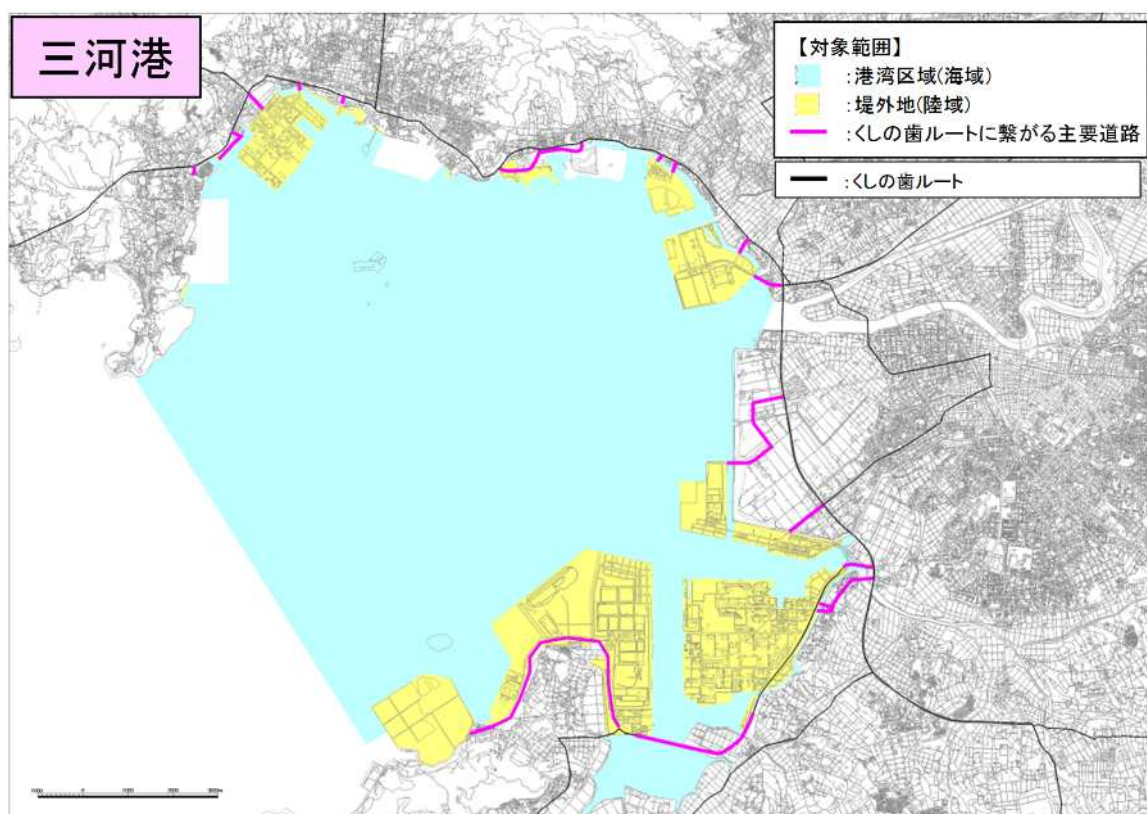 三河港
【対象範囲】
:港湾区域(海域)
:堤外地(陸域)
:くしの歯ルートに繋がる主要道路
:くしの歯ルート